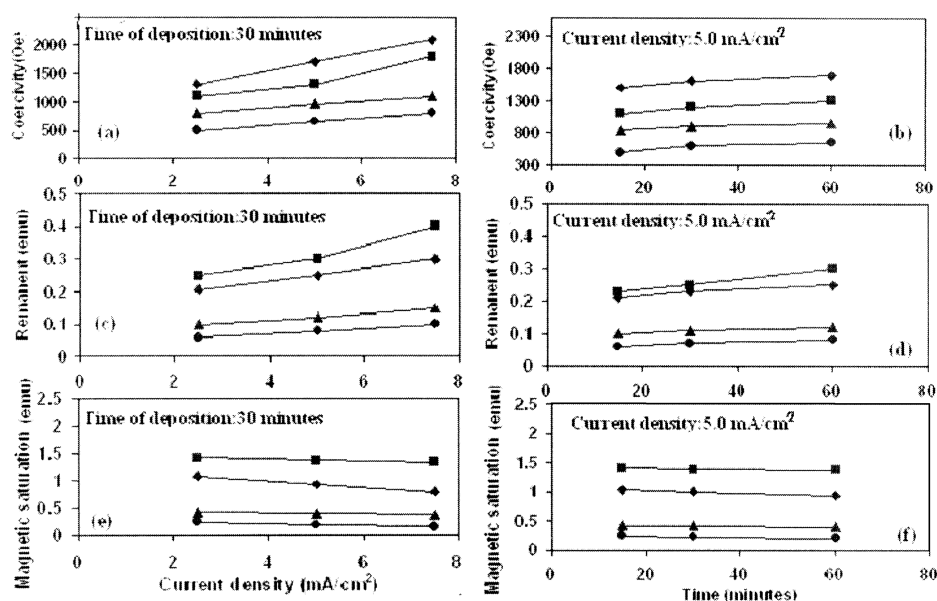 Time of deposition:30 minutes
Coercivity(Oe)
2000
1500
1000
500
0
(a)
0 2 4 6 8
Current density:5.0 mA/cm²
Coercivity(Oe)
2300
1800
1300
800
300
(b)
0 20 40 60 80
Time of deposition:30 minutes
Remanent (emu)
0.5
0.4
0.3
0.2
0.1
0
(c)
0 2 4 6 8
Current density:5.0 mA/cm²
Remanent (emu)
0.5
0.4
0.3
0.2
0.1
0
(d)
0 20 40 60 80
Time of deposition:30 minutes
Magnetic saturation (emu)
2.5
2
1.5
1
0.5
0
(e)
0 2 4 6 8
Current density (mA/cm²)
Current density:5.0 mA/cm²
Magnetic saturation (emu)
2.5
2
1.5
1
0.5
0
(f)
0 20 40 60 80
Time (minutes)